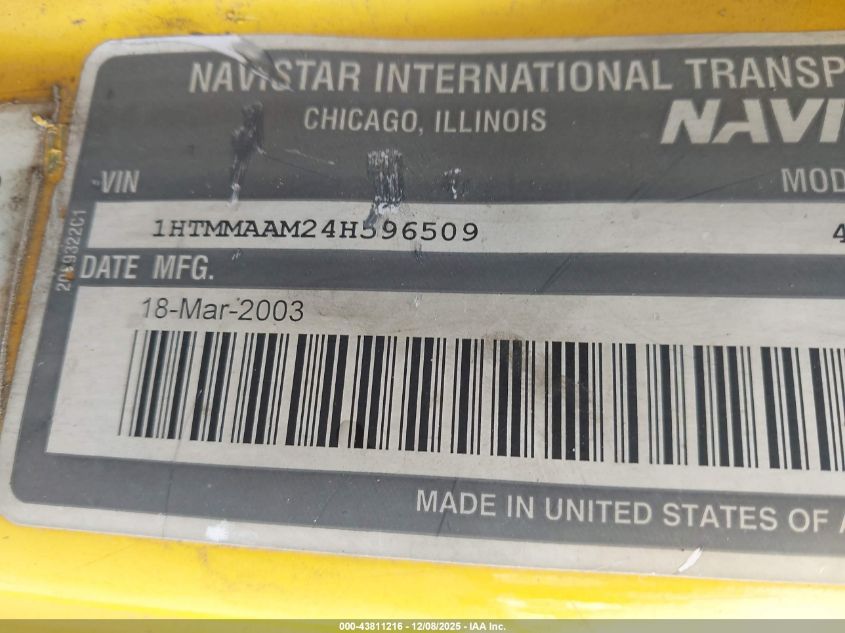 NAVISTAR INTERNATIONAL TRANSP
CHICAGO, ILLINOIS
NAVI
VIN
MOD
1HTMMAAM24H596509
4
DATE MFG.
18-Mar-2003
MADE IN UNITED STATES OF A
000-43811216 - 12/08/2025 - IAA Inc.